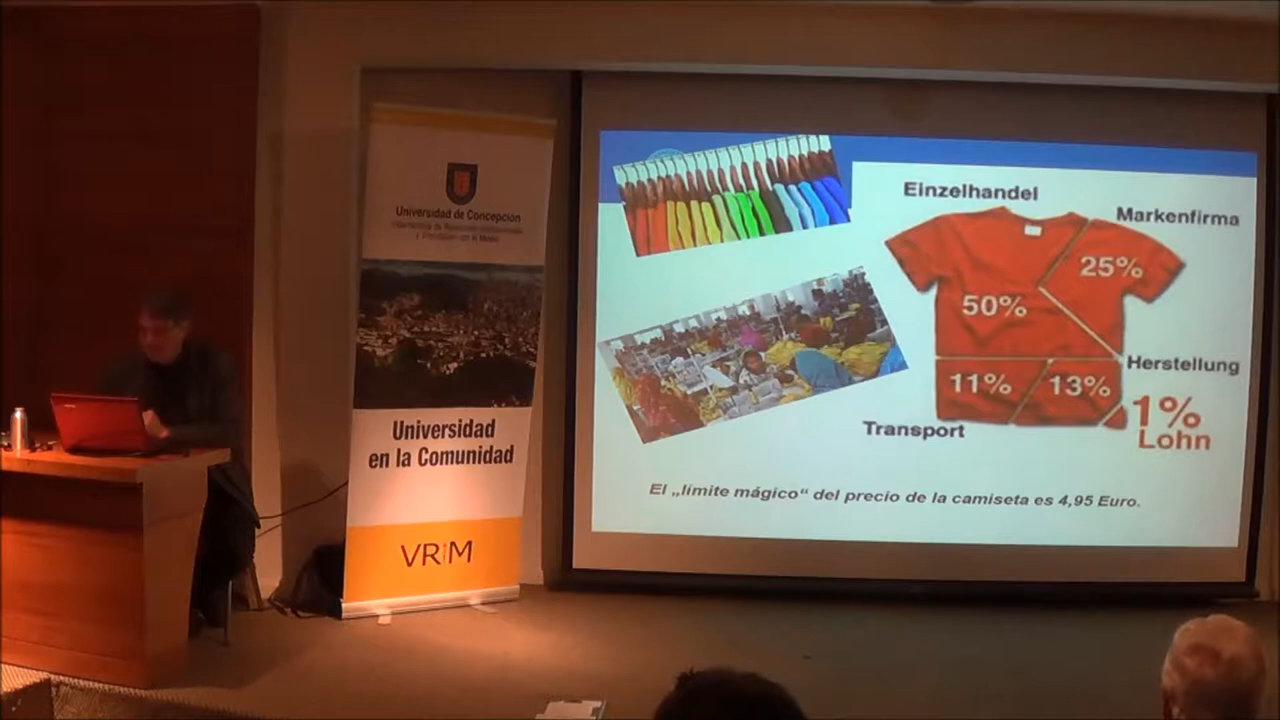 Universidad de Concepción
Universidad
en la Comunidad
VRiM
Einzelhandel
Markenfirma
25%
50%
Herstellung
11%
13%
1%
Lohn
Transport
El „límite mágico“ del precio de la camiseta es 4,95 Euro.